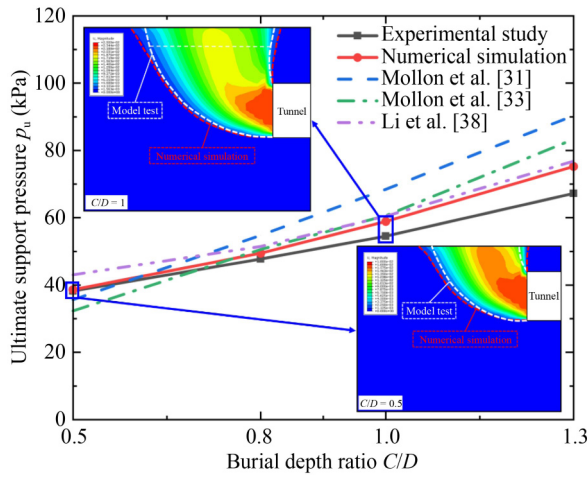 Ultimate support pressure pᵤ (kPa)
120
100
80
60
40
20
0
0.5
0.8
1.0
1.3
Burial depth ratio C/D
Experimental study
Numerical simulation
Mollon et al. [31]
Mollon et al. [33]
Li et al. [38]
Model test
Tunnel
Numerical simulation
C/D = 1
Model test
Tunnel
Numerical simulation
C/D = 0.5